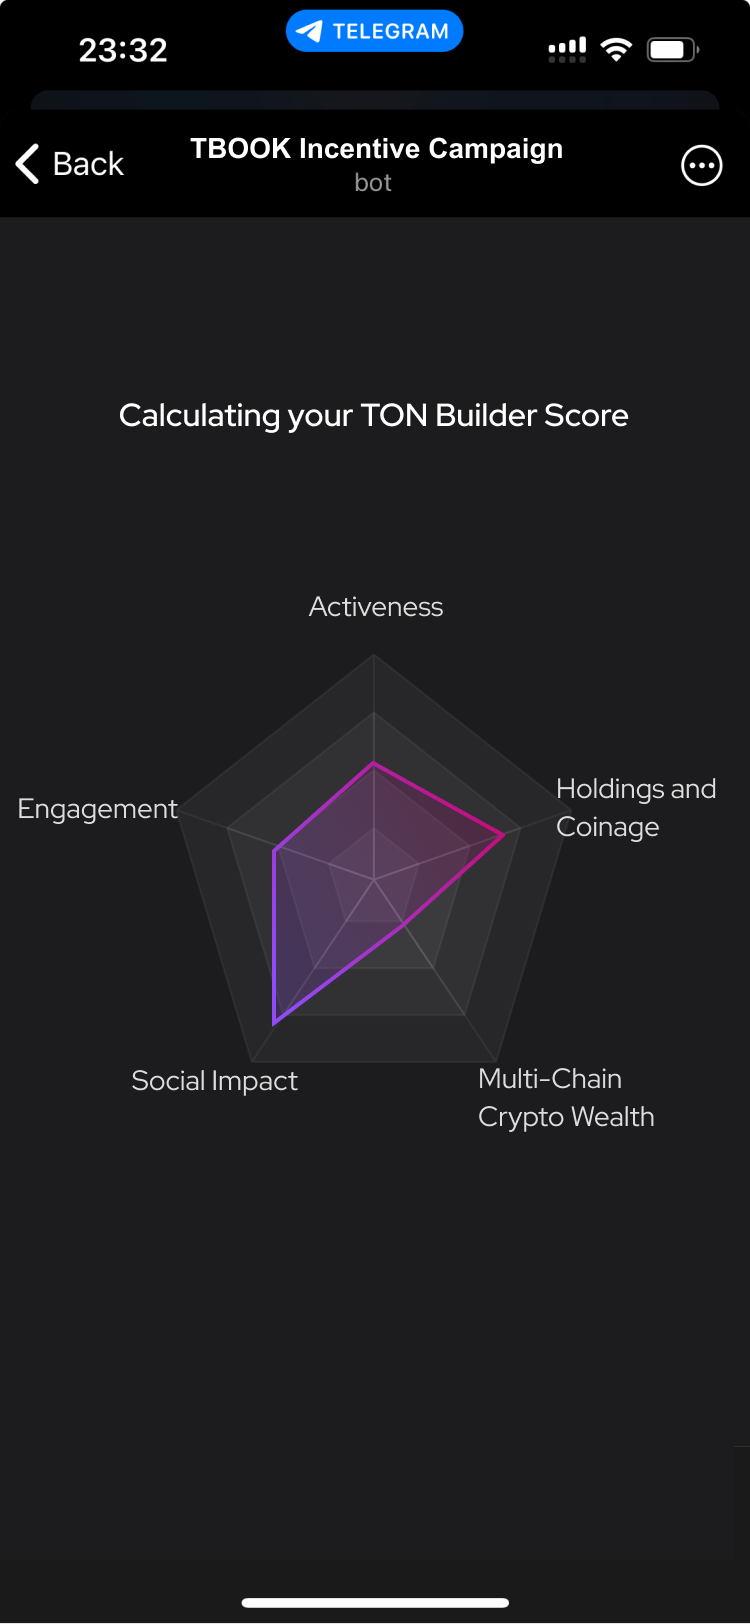 23:32
TELEGRAM
Back
TBOOK Incentive Campaign
bot
Calculating your TON Builder Score
Activeness
Holdings and
Coinage
Engagement
Social Impact
Multi-Chain
Crypto Wealth